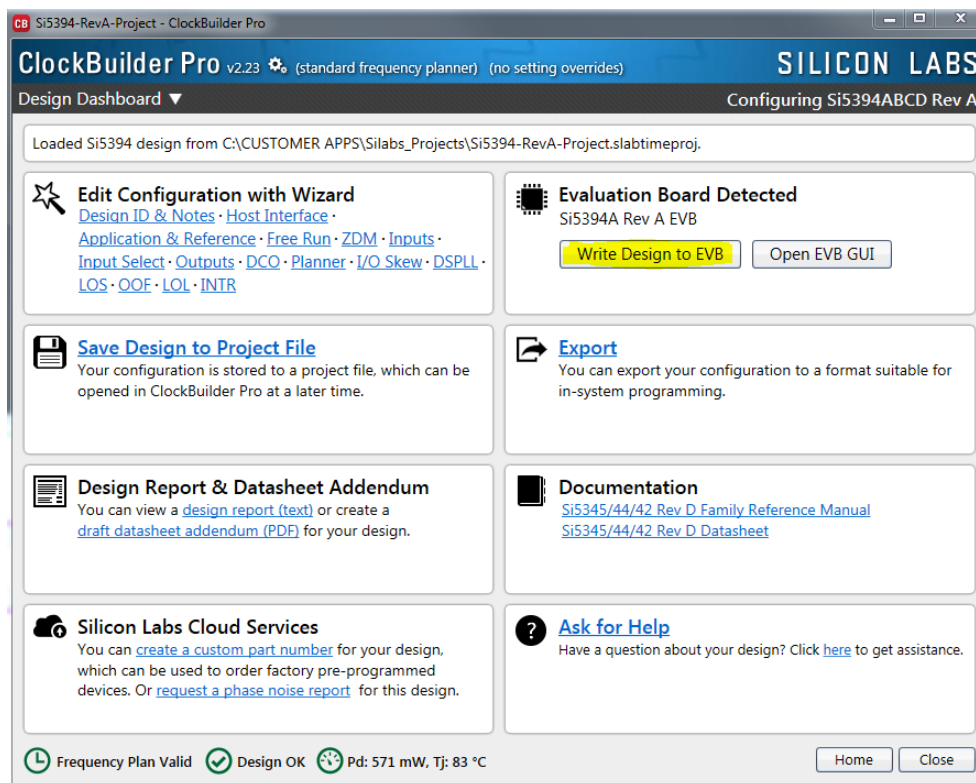 CB Si5394-RevA-Project - ClockBuilder Pro
ClockBuilder Pro v2.23 (standard frequency planner) (no setting overrides) SILICON LABS
Design Dashboard ▼ Configuring Si5394ABCD Rev A
Loaded Si5394 design from C:\CUSTOMER APPS\Silabs_Projects\Si5394-RevA-Project.slabtimeproj.
Edit Configuration with Wizard
Design ID & Notes · Host Interface ·
Application & Reference · Free Run · ZDM · Inputs ·
Input Select · Outputs · DCO · Planner · I/O Skew · DSPLL ·
LOS · OOF · LOL · INTR
Evaluation Board Detected
Si5394A Rev A EVB
Write Design to EVB Open EVB GUI
Save Design to Project File
Your configuration is stored to a project file, which can be
opened in ClockBuilder Pro at a later time.
Export
You can export your configuration to a format suitable for
in-system programming.
Design Report & Datasheet Addendum
You can view a design report (text) or create a
draft datasheet addendum (PDF) for your design.
Documentation
Si5345/44/42 Rev D Family Reference Manual
Si5345/44/42 Rev D Datasheet
Silicon Labs Cloud Services
You can create a custom part number for your design,
which can be used to order factory pre-programmed
devices. Or request a phase noise report for this design.
? Ask for Help
Have a question about your design? Click here to get assistance.
Frequency Plan Valid Design OK Pd: 571 mW, Tj: 83 °C Home Close